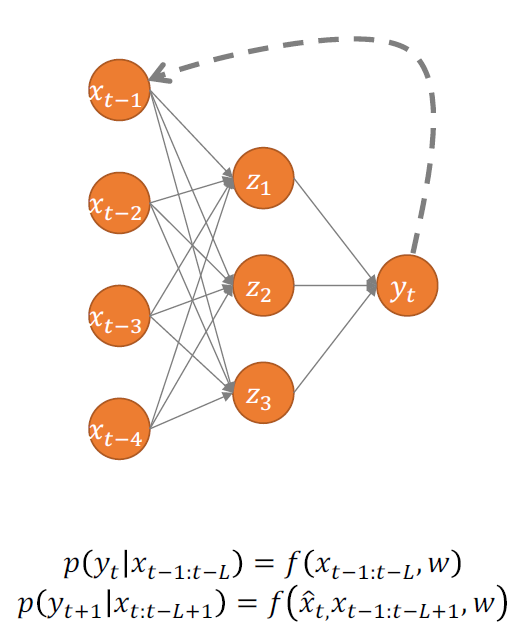 x_{t-1}
x_{t-2}
x_{t-3}
x_{t-4}
z_1
z_2
z_3
y_t
p(y_t|x_{t-1:t-L}) = f(x_{t-1:t-L}, w)
p(y_{t+1}|x_{t:t-L+1}) = f(x̂_{t,}x_{t-1:t-L+1}, w)